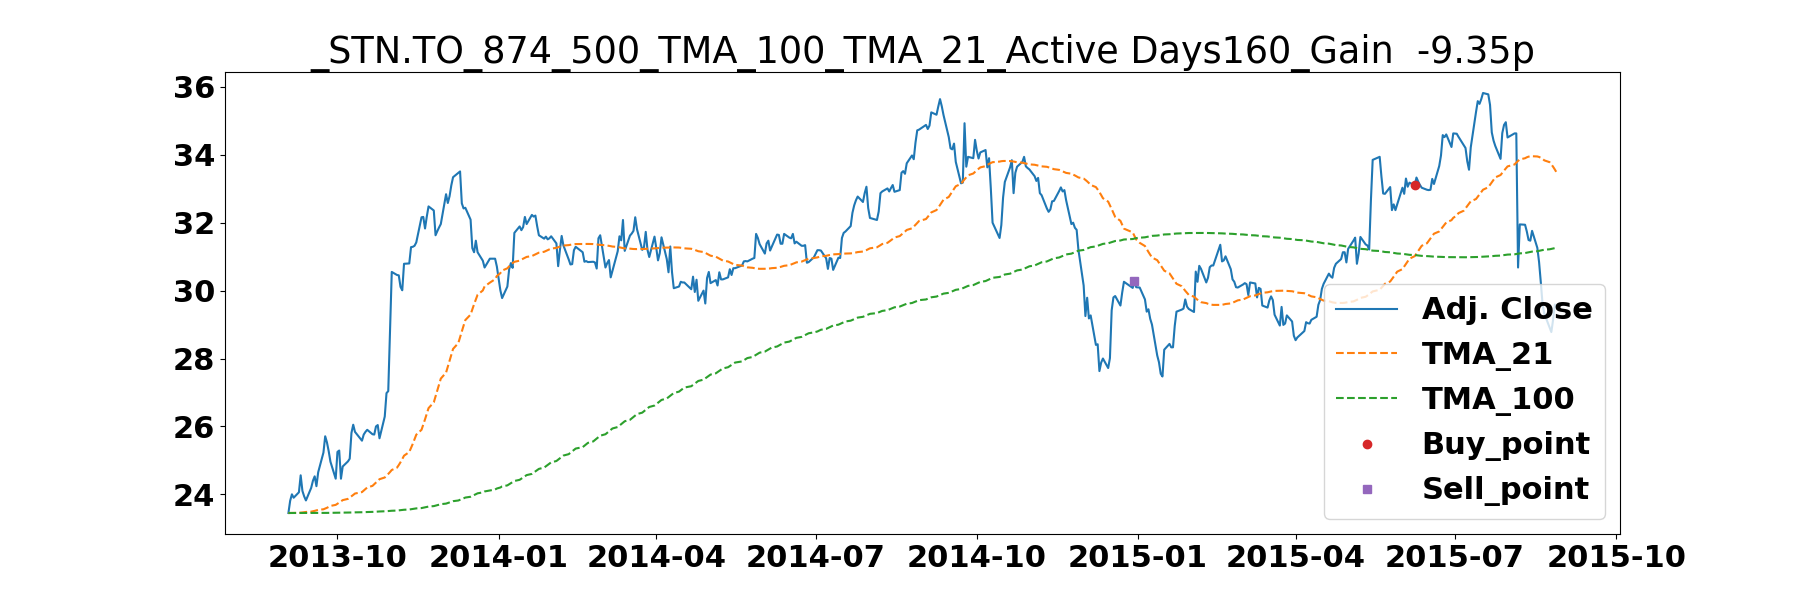 _STN.TO_874_500_TMA_100_TMA_21_Active Days160_Gain  -9.35p
36
34
32
30
28
26
24
Adj. Close
TMA_21
TMA_100
Buy_point
Sell_point
2013-10 2014-01 2014-04 2014-07 2014-10 2015-01 2015-04 2015-07 2015-10